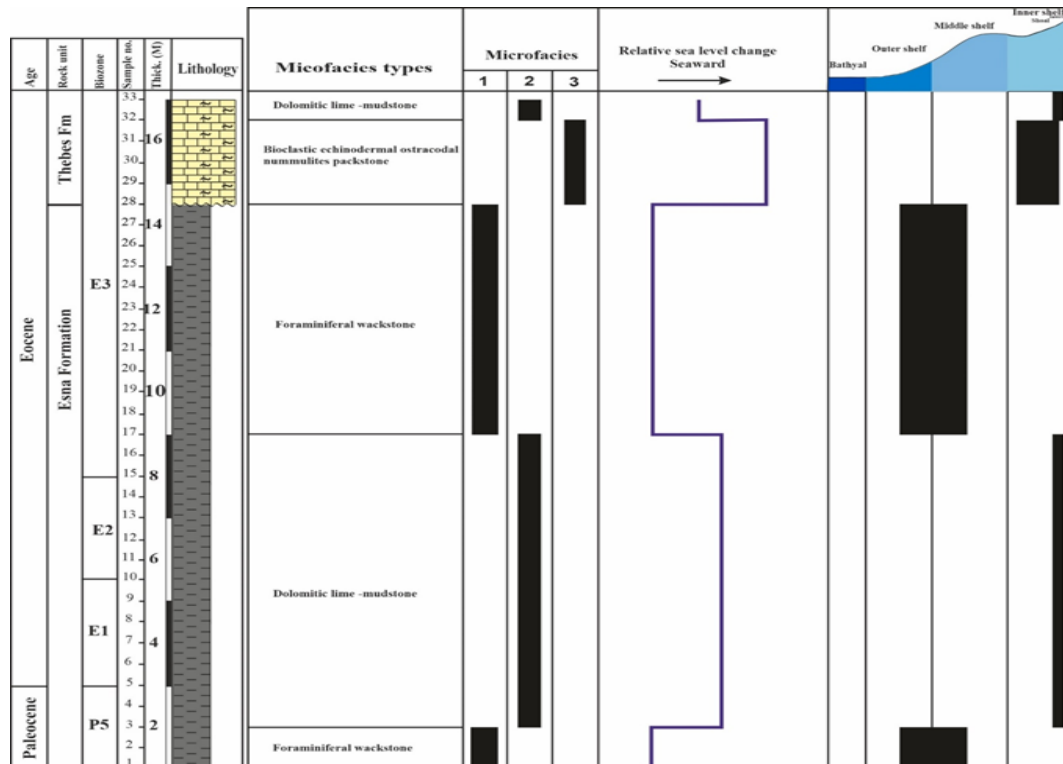 Age
Rock unit
Biozone
Sample no.
Thick. (M)
Lithology
Micofacies types
Microfacies
1 2 3
Relative sea level change
Seaward
Bathyal
Outer shelf
Middle shelf
Inner shelf
Shoal
Eocene
Paleocene
Thebes Fm
Esna Formation
E3
E2
E1
P5
33
32
31
30
29
28
27
26
25
24
23
22
21
20
19
18
17
16
15
14
13
12
11
10
9
8
7
6
5
4
3
2
1
16
14
12
10
8
6
4
2
Dolomitic lime -mudstone
Bioclastic echinodermal ostracodal
nummulites packstone
Foraminiferal wackstone
Dolomitic lime -mudstone
Foraminiferal wackstone